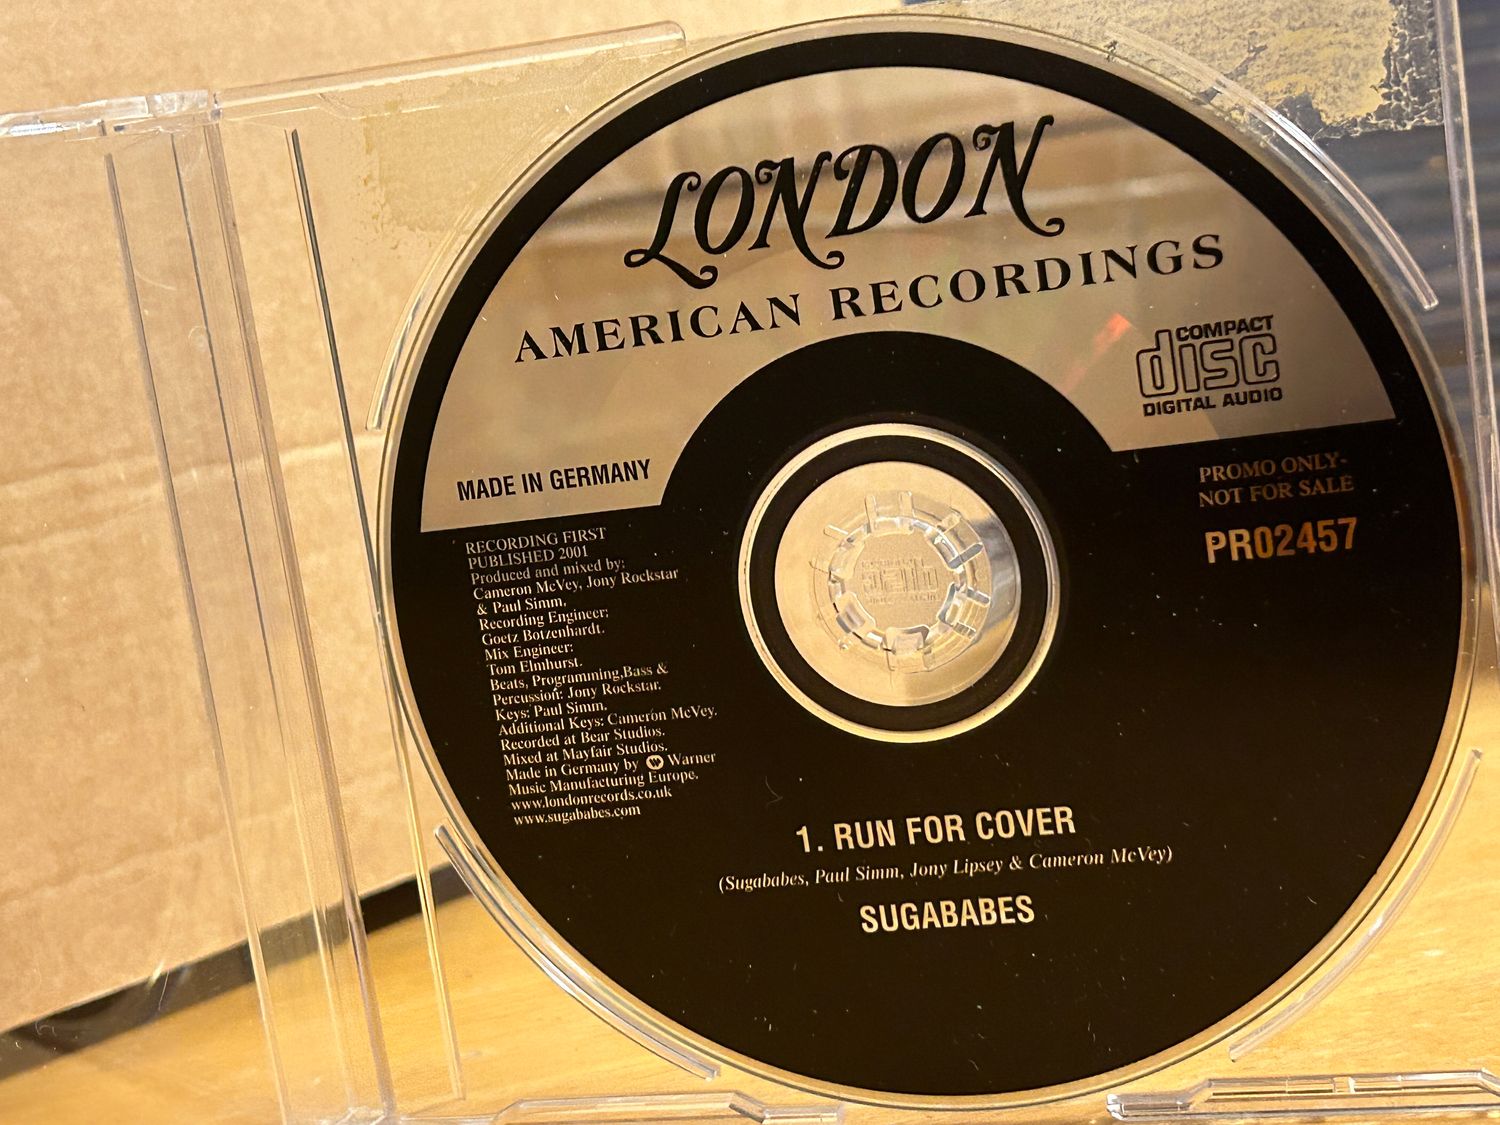 LONDON
AMERICAN RECORDINGS
COMPACT
disc
DIGITAL AUDIO
MADE IN GERMANY
PROMO ONLY-
NOT FOR SALE
PRO2457
RECORDING FIRST
PUBLISHED 2001
Produced and mixed by:
Cameron McVey, Jony Rockstar
& Paul Simm.
Recording Engineer;
Goetz Botzenhardt.
Mix Engineer:
Tom Elmhurst.
Beats, Programming,Bass &
Percussion: Jony Rockstar.
Keys: Paul Simm.
Additional Keys: Cameron McVey.
Recorded at Bear Studios.
Mixed at Mayfair Studios.
Made in Germany by Warner
Music Manufacturing Europe.
www.londonrecords.co.uk
www.sugababes.com
1. RUN FOR COVER
(Sugababes, Paul Simm, Jony Lipsey & Cameron McVey)
SUGABABES